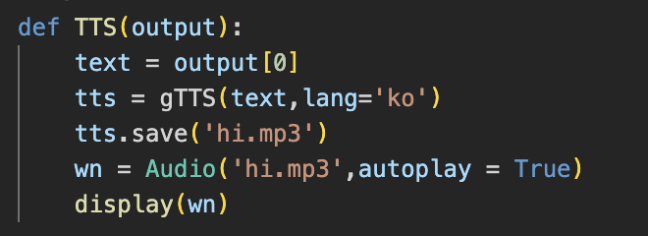 def TTS(output):
    text = output[0]
    tts = gTTS(text,lang='ko')
    tts.save('hi.mp3')
    wn = Audio('hi.mp3',autoplay = True)
    display(wn)